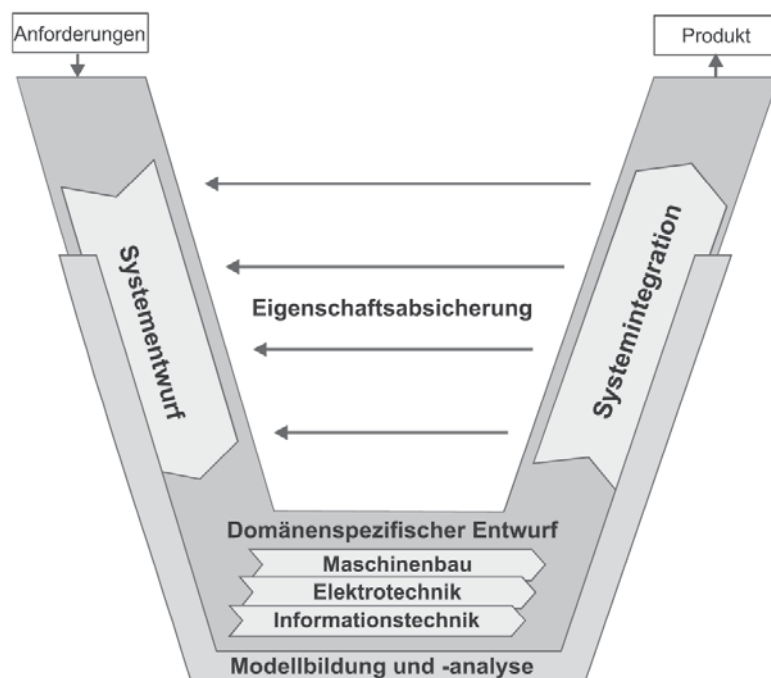 Anforderungen
Produkt
Systementwurf
Eigenschaftsabsicherung
Systemintegration
Domänenspezifischer Entwurf
Maschinenbau
Elektrotechnik
Informationstechnik
Modellbildung und -analyse